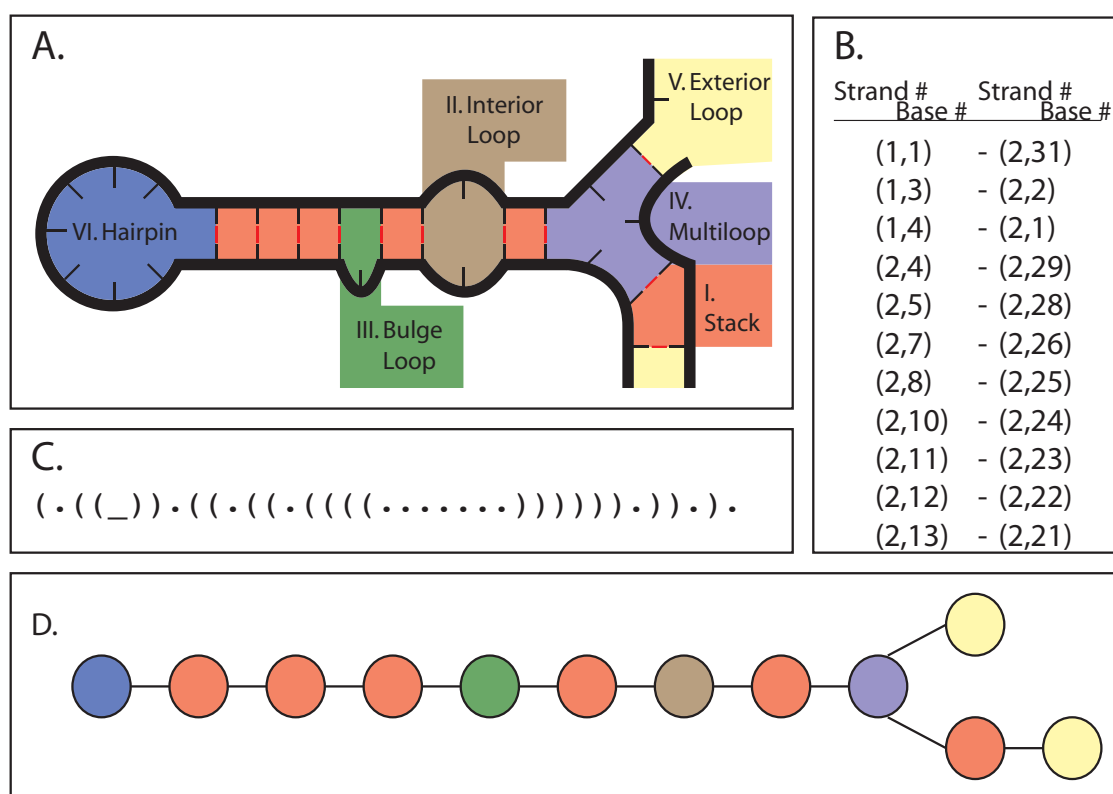 A.
II. Interior
Loop
V. Exterior
Loop
VI. Hairpin
IV.
Multiloop
I.
Stack
III. Bulge
Loop
B.
Strand # Strand #
Base # Base #
(1,1) - (2,31)
(1,3) - (2,2)
(1,4) - (2,1)
(2,4) - (2,29)
(2,5) - (2,28)
(2,7) - (2,26)
(2,8) - (2,25)
(2,10) - (2,24)
(2,11) - (2,23)
(2,12) - (2,22)
(2,13) - (2,21)
C.
(.((_)).((.((.((((.......)))))).)).).
D.